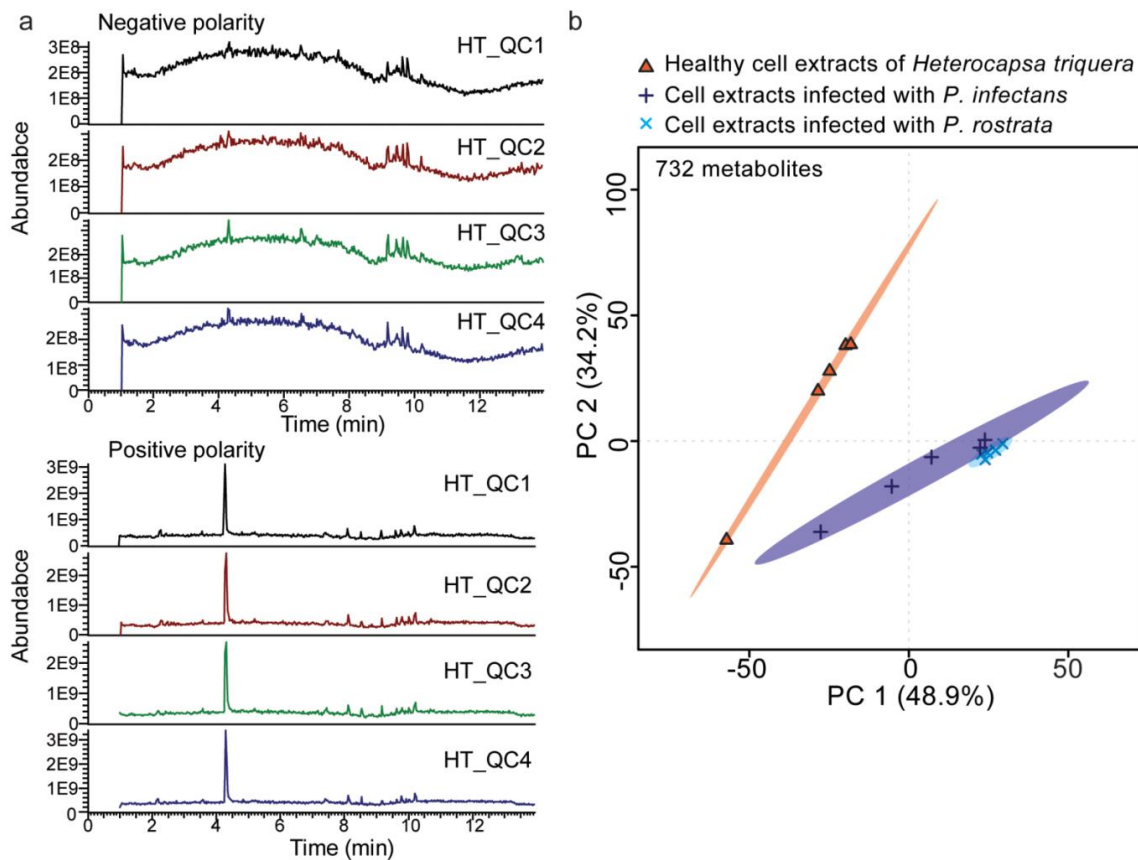 a
Negative polarity
HT_QC1
3E8
2E8
1E8
0
HT_QC2
2E8
1E8
0
HT_QC3
2E8
1E8
0
HT_QC4
2E8
1E8
0
Abundabce
0 2 4 6 8 10 12
Time (min)
Positive polarity
HT_QC1
3E9
2E9
1E9
0
HT_QC2
2E9
1E9
0
HT_QC3
2E9
1E9
0
HT_QC4
3E9
2E9
1E9
0
Abundabce
0 2 4 6 8 10 12
Time (min)
b
Healthy cell extracts of Heterocapsa triquera
Cell extracts infected with P. infectans
Cell extracts infected with P. rostrata
732 metabolites
100
50
0
-50
PC 2 (34.2%)
-50 0 50
PC 1 (48.9%)